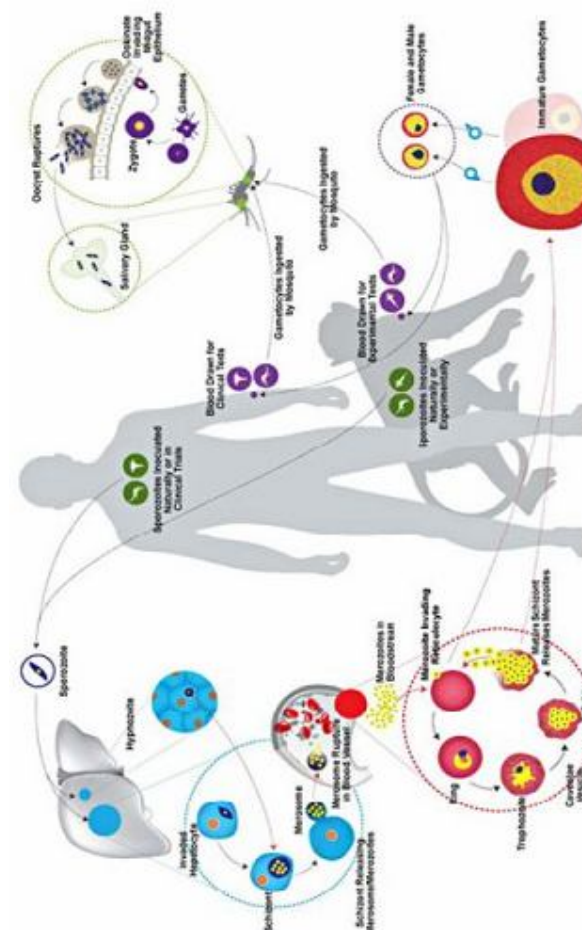 Oocyst Ruptures
Ookinete
Invading
Midgut
Epithelium
Zygote
Gametes
Salivary Gland
Gametocytes Ingested
by Mosquito
Gametocytes Ingested
by Mosquito
Female and Male
Gametocytes
Immature Gametocytes
Blood Drawn for
Clinical Tests
Blood Drawn for
Experimental Tests
Sporozoites Inoculated
Naturally or in
Clinical Trials
Sporozoites Inoculated
Naturally or
Experimentally
Sporozoite
Hypnozoite
Invaded
Hepatocyte
Schizont
Merosome
Schizont Releasing
Merosome/Merozoites
Merosome Rupture
in Blood Vessel
Merozoites in
Bloodstream
Merozoite Invading
Reticulocyte
Ring
Trophozoite
Mature Schizont
Releases Merozoites